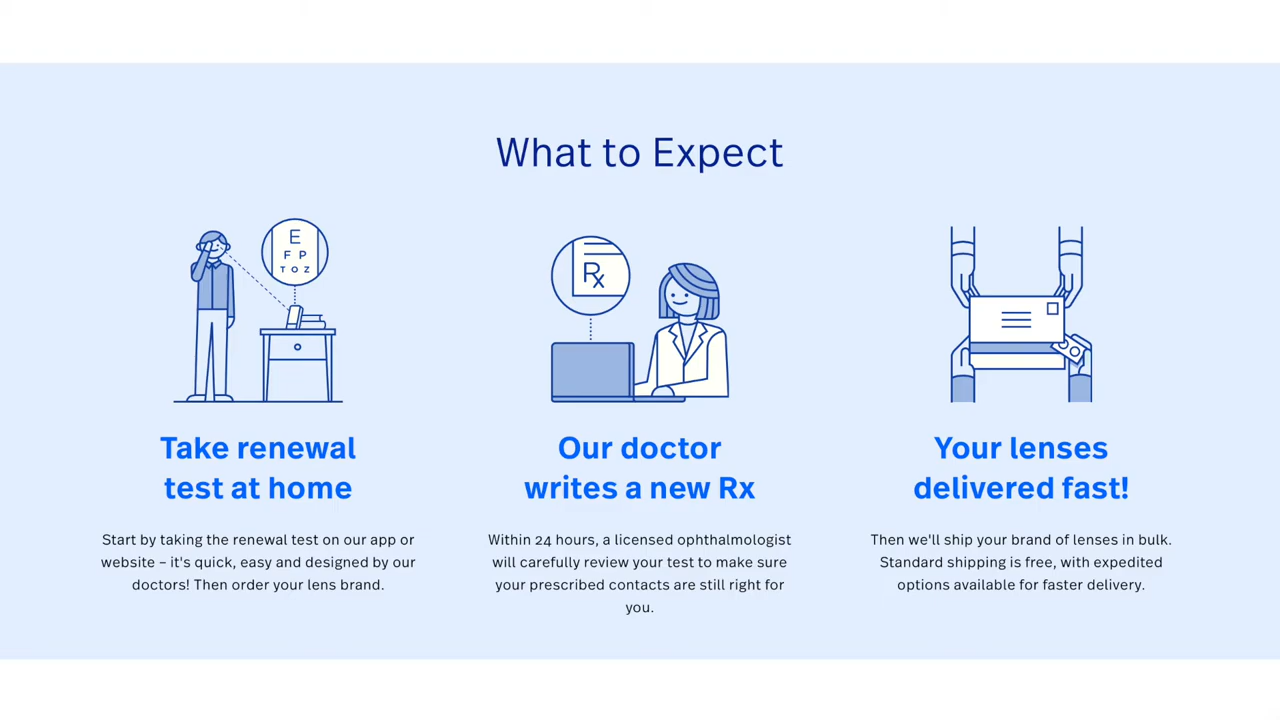 What to Expect
E
F P
T O Z
Rx
Take renewal
test at home
Our doctor
writes a new Rx
Your lenses
delivered fast!
Start by taking the renewal test on our app or
website – it's quick, easy and designed by our
doctors! Then order your lens brand.
Within 24 hours, a licensed ophthalmologist
will carefully review your test to make sure
your prescribed contacts are still right for
you.
Then we'll ship your brand of lenses in bulk.
Standard shipping is free, with expedited
options available for faster delivery.